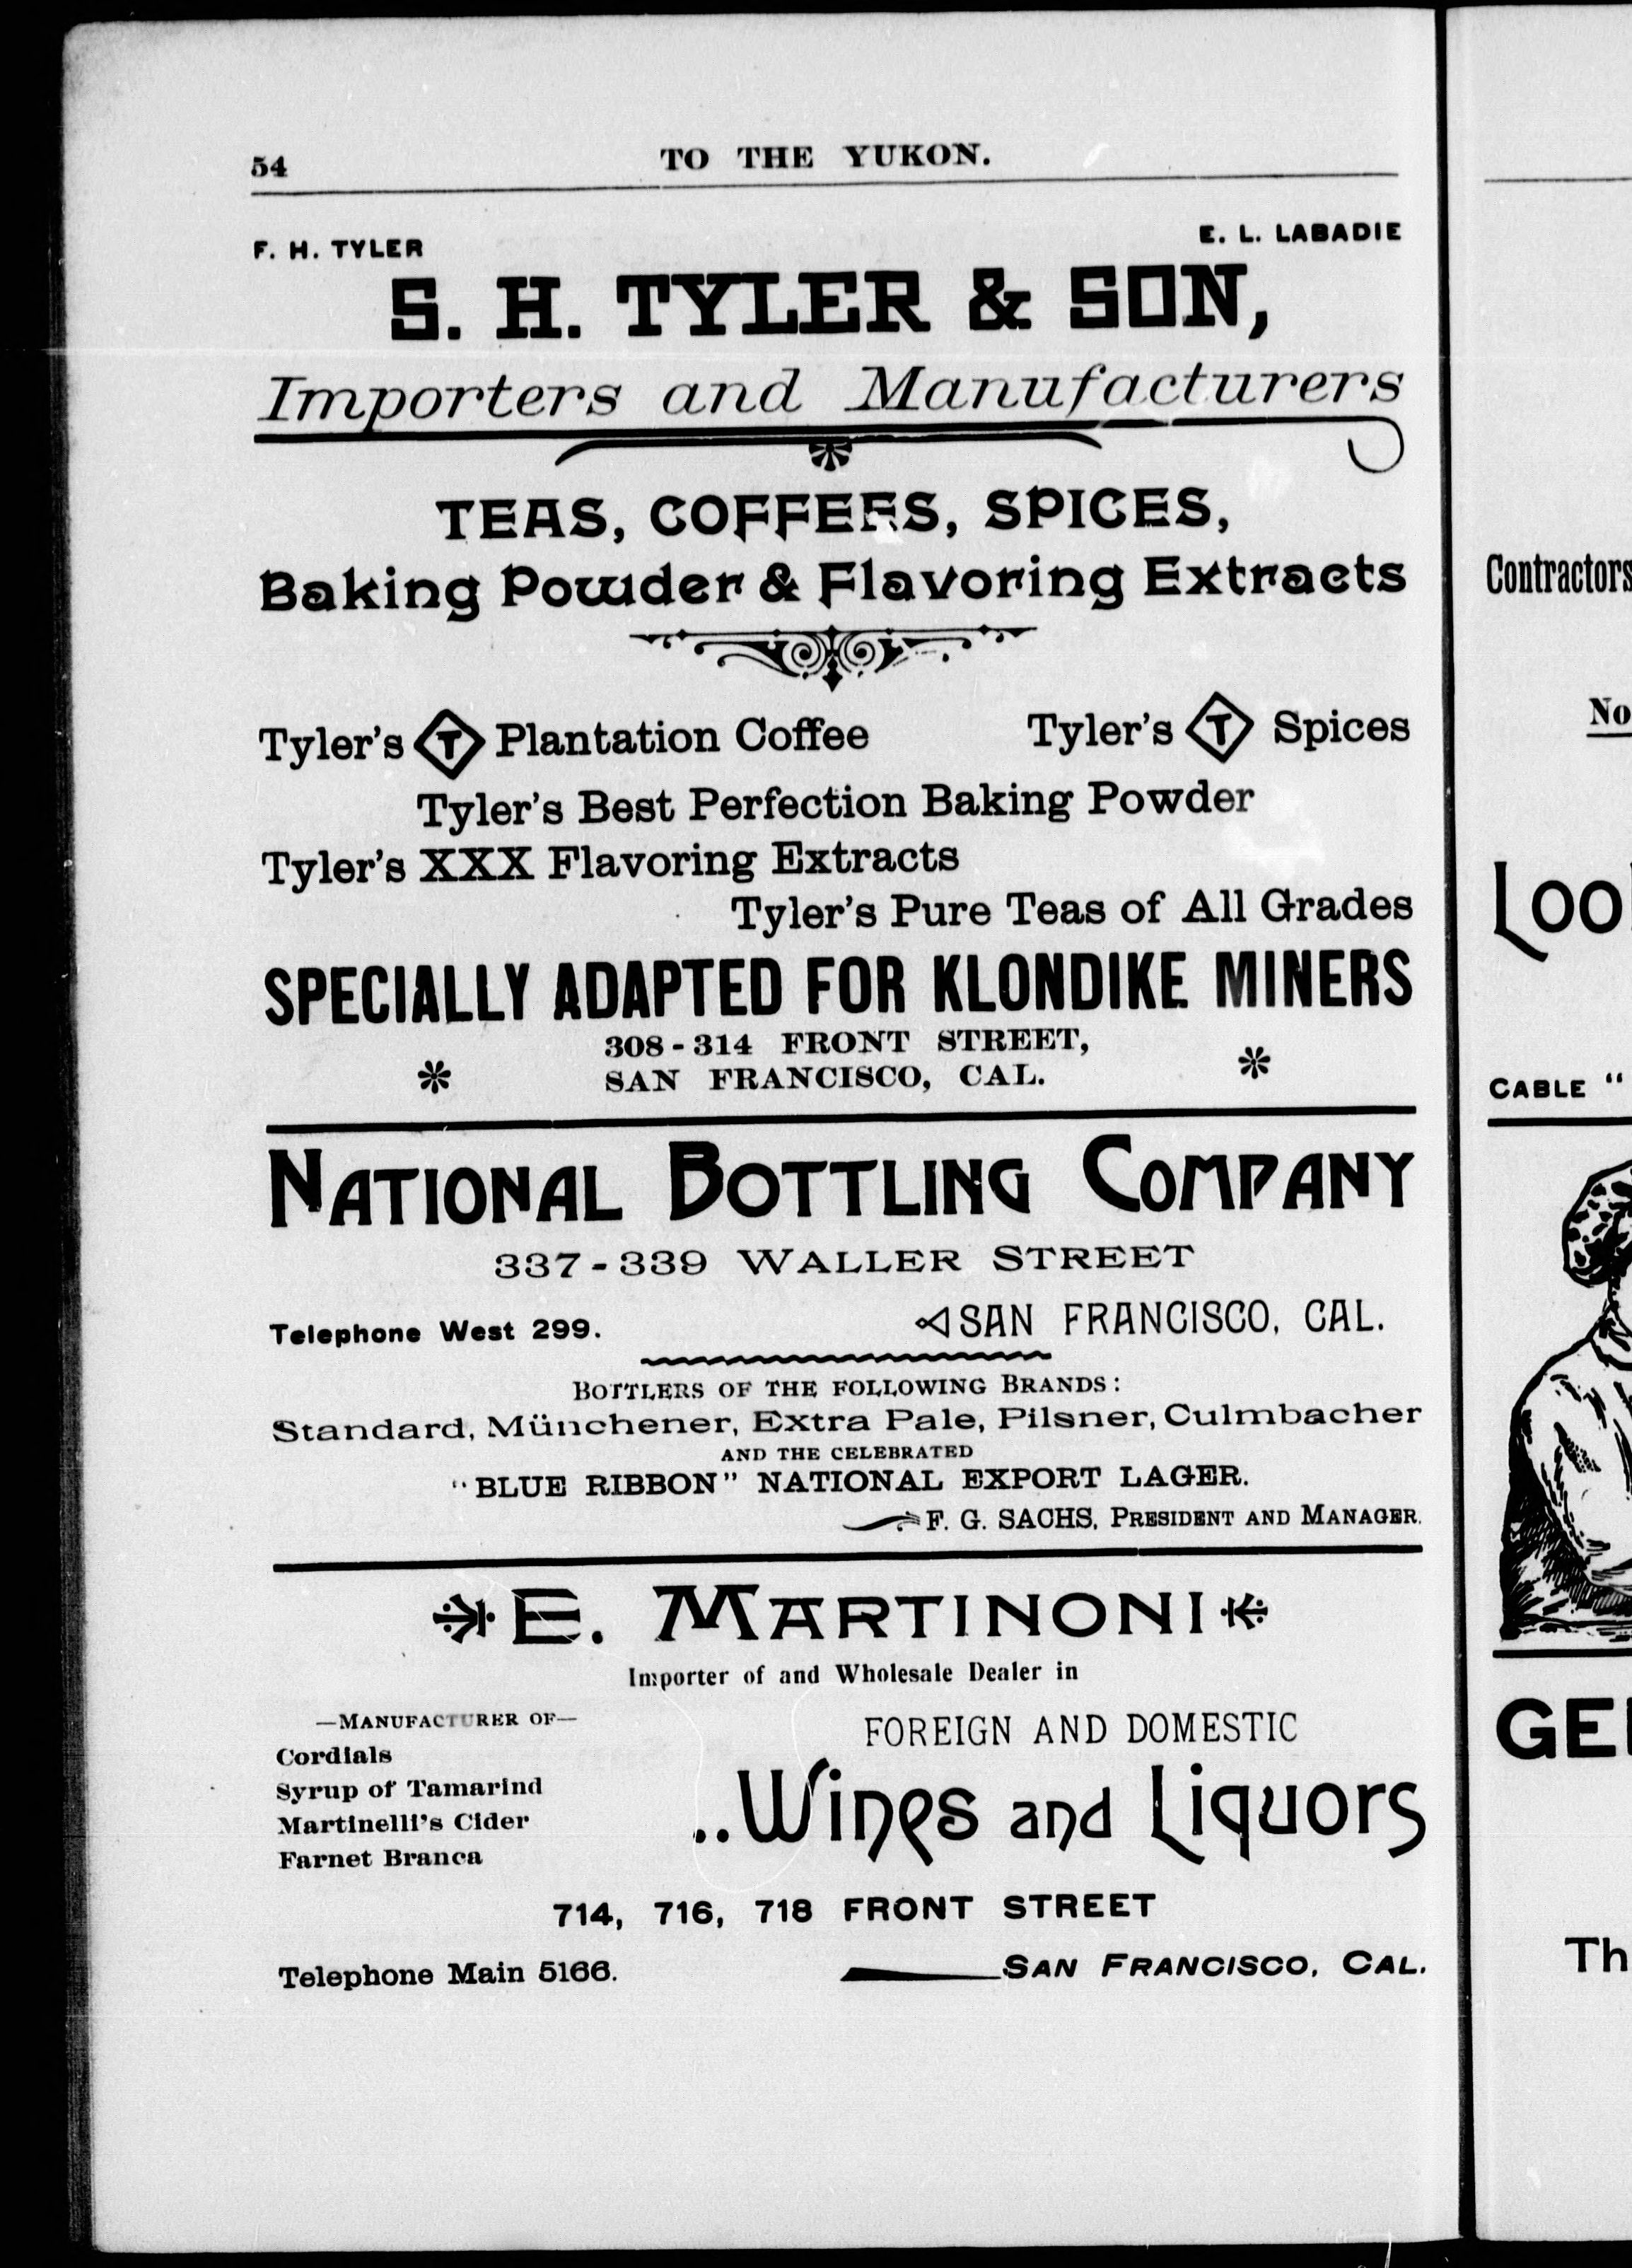 54
TO THE YUKON.
F. H. TYLER
E. L. LABADIE
S. H. TYLER & SON,
Importers and Manufacturers
TEAS, COFFEES, SPICES,
Baking Powder & Flavoring Extracts
Tyler's T Plantation Coffee
Tyler's T Spices
Tyler's Best Perfection Baking Powder
Tyler's XXX Flavoring Extracts
Tyler's Pure Teas of All Grades
SPECIALLY ADAPTED FOR KLONDIKE MINERS
308-314 FRONT STREET,
SAN FRANCISCO, CAL.
NATIONAL BOTTLING COMPANY
337-339 WALLER STREET
Telephone West 299.
SAN FRANCISCO, CAL.
BOTTLERS OF THE FOLLOWING BRANDS:
Standard, Münchener, Extra Pale, Pilsner, Culmbacher
AND THE CELEBRATED
"BLUE RIBBON" NATIONAL EXPORT LAGER.
F. G. SACHS, PRESIDENT AND MANAGER.
E. MARTINONI
Importer of and Wholesale Dealer in
—MANUFACTURER OF—
Cordials
Syrup of Tamarind
Martinelli's Cider
Farnet Branca
FOREIGN AND DOMESTIC
..Wines and Liquors
714, 716, 718 FRONT STREET
Telephone Main 5166.
SAN FRANCISCO, CAL.
Contractors
No
CABLE "
GE
Th